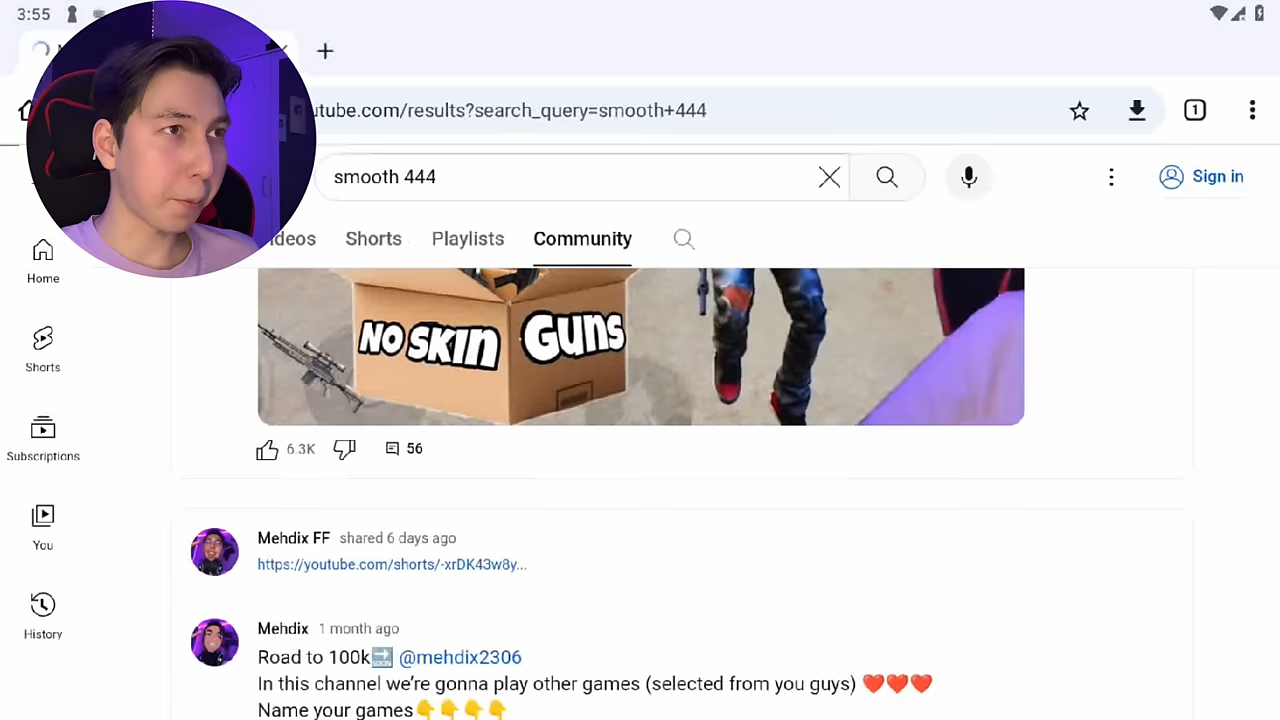 3:55
utube.com/results?search_query=smooth+444
1
smooth 444
Sign in
Shorts
Playlists
Community
Home
NO SKIN GUNS
Shorts
6.3K
56
Subscriptions
You
Mehdix FF shared 6 days ago
https://youtube.com/shorts/-xrDK43w8y...
History
Mehdix 1 month ago
Road to 100k🔜 @mehdix2306
In this channel we're gonna play other games (selected from you guys) ❤️❤️❤️
Name your games👇👇👇👇